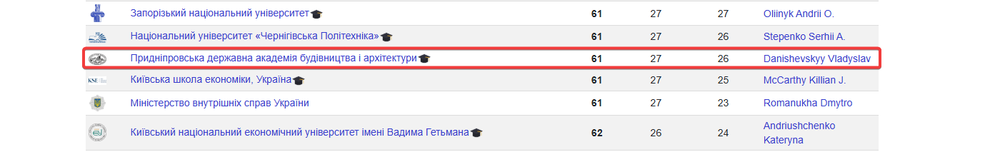 Запорізький національний університет 61 27 27 Oliinyk Andrii O.
Національний університет «Чернігівська Політехніка» 61 27 26 Stepenko Serhii A.
Придніпровська державна академія будівництва і архітектури 61 27 26 Danishevskyy Vladyslav
KSE Київська школа економіки, Україна 61 27 25 McCarthy Killian J.
Міністерство внутрішніх справ України 61 27 23 Romanukha Dmytro
Київський національний економічний університет імені Вадима Гетьмана 62 26 24 Andriushchenko
Kateryna